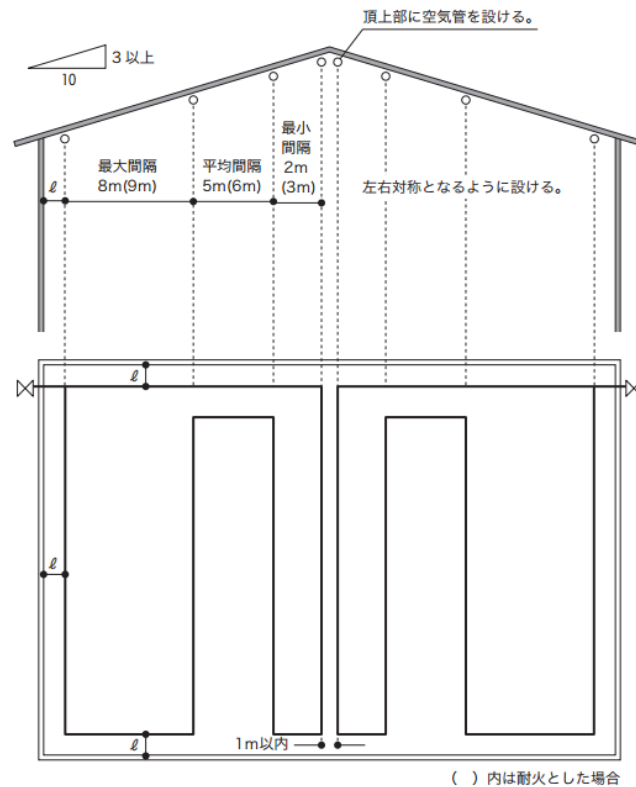 頂上部に空気管を設ける。
3以上
10
最大間隔
8m(9m)
平均間隔
5m(6m)
最小
間隔
2m
(3m)
ℓ
左右対称となるように設ける。
ℓ
ℓ
ℓ
1m以内
( )内は耐火とした場合